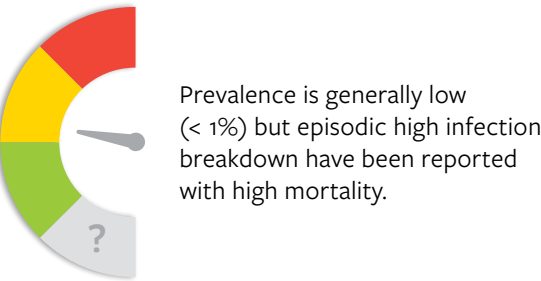 Prevalence is generally low
(< 1%) but episodic high infection
breakdown have been reported
with high mortality.
?